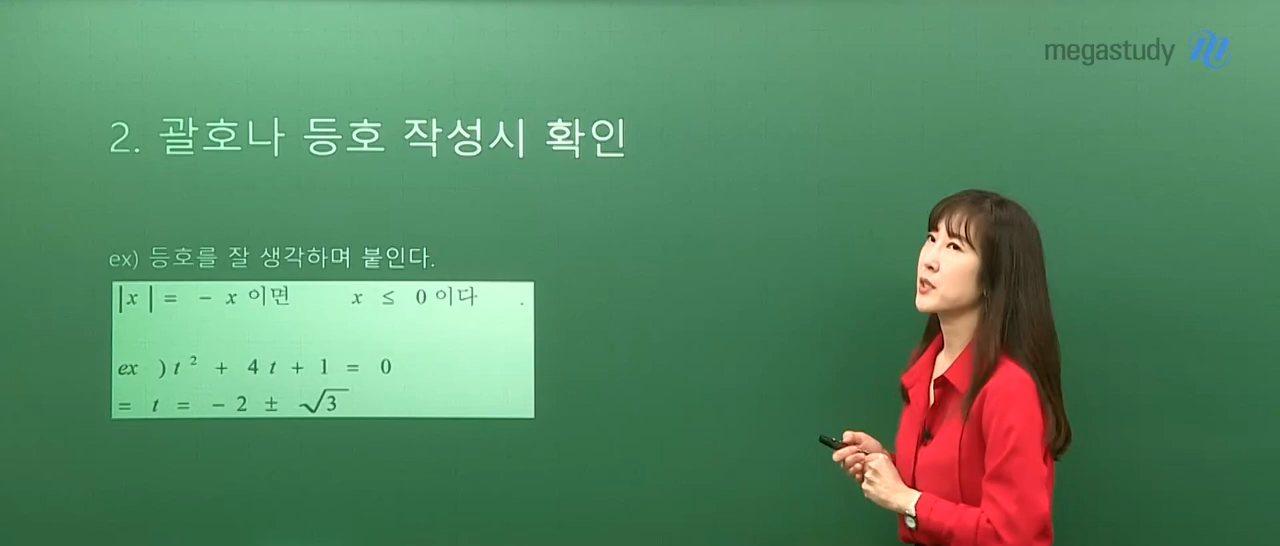 megastudy
2. 괄호나 등호 작성시 확인
ex) 등호를 잘 생각하며 붙인다.
|x| = - x 이면 x ≤ 0 이다 .
ex ) t² + 4 t + 1 = 0
= t = - 2 ± √3